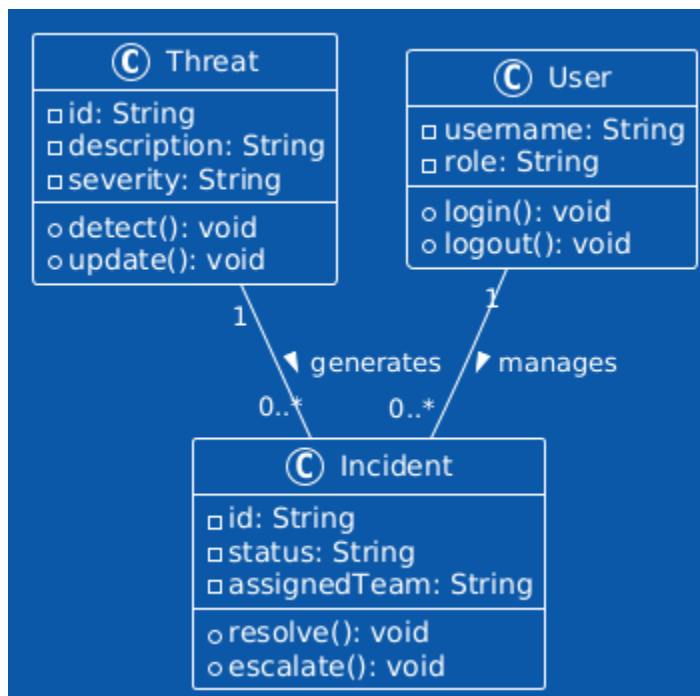 C Threat
id: String
description: String
severity: String
detect(): void
update(): void
C User
username: String
role: String
login(): void
logout(): void
1
1
generates
manages
0..*
0..*
C Incident
id: String
status: String
assignedTeam: String
resolve(): void
escalate(): void